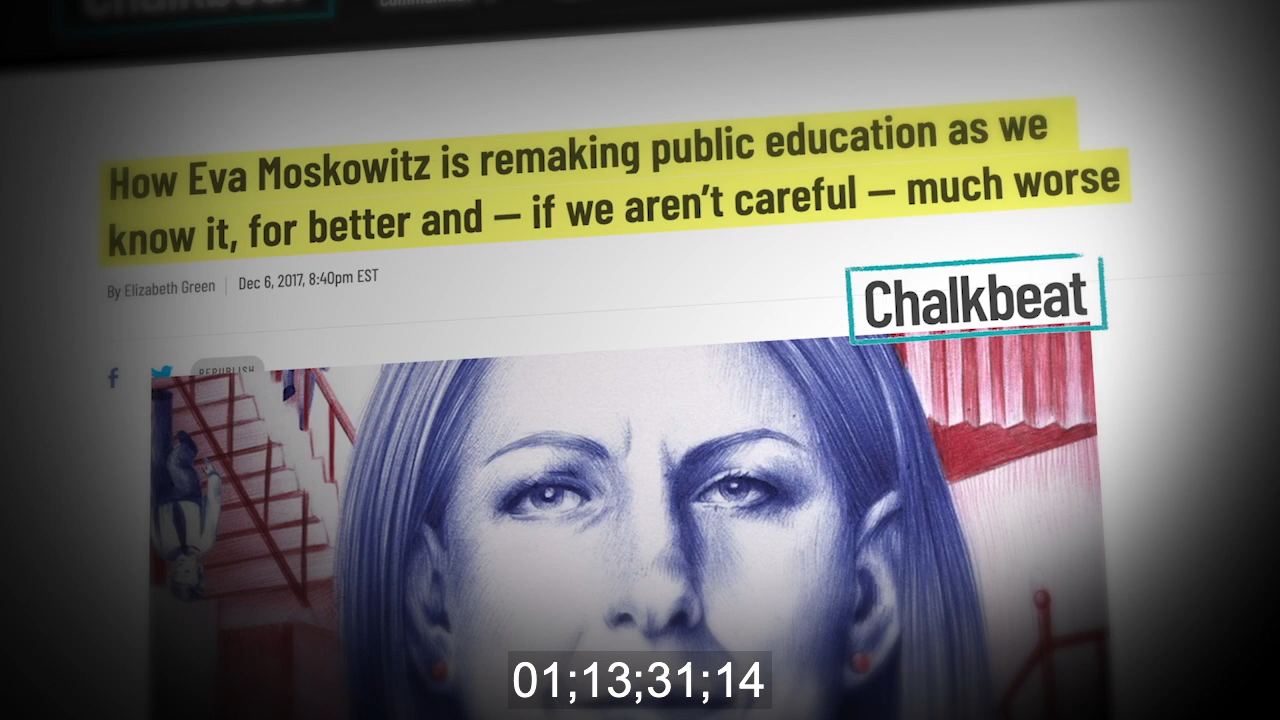 How Eva Moskowitz is remaking public education as we
know it, for better and — if we aren't careful — much worse
By Elizabeth Green | Dec 6, 2017, 8:40pm EST
Chalkbeat
REPUBLISH
01;13;31;14